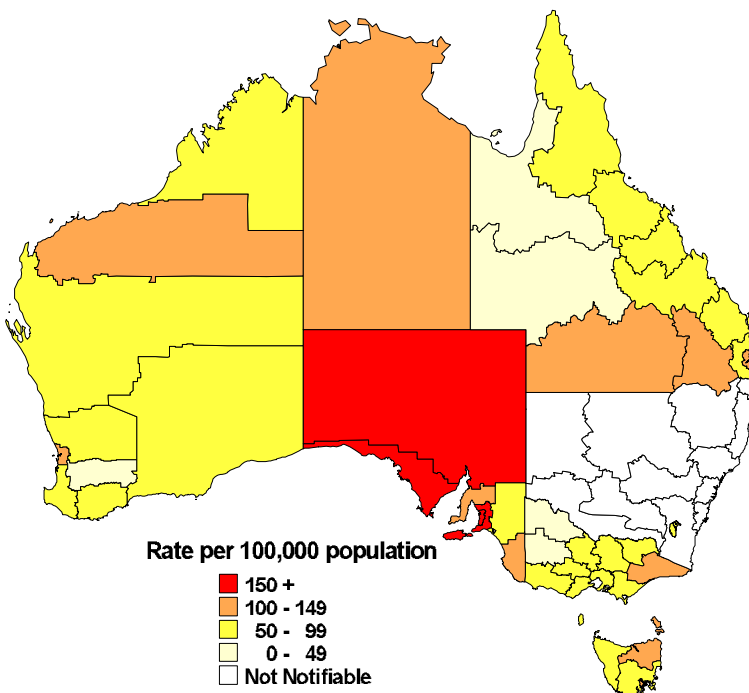 Rate per 100,000 population
150 +
100 - 149
50 - 99
0 - 49
Not Notifiable